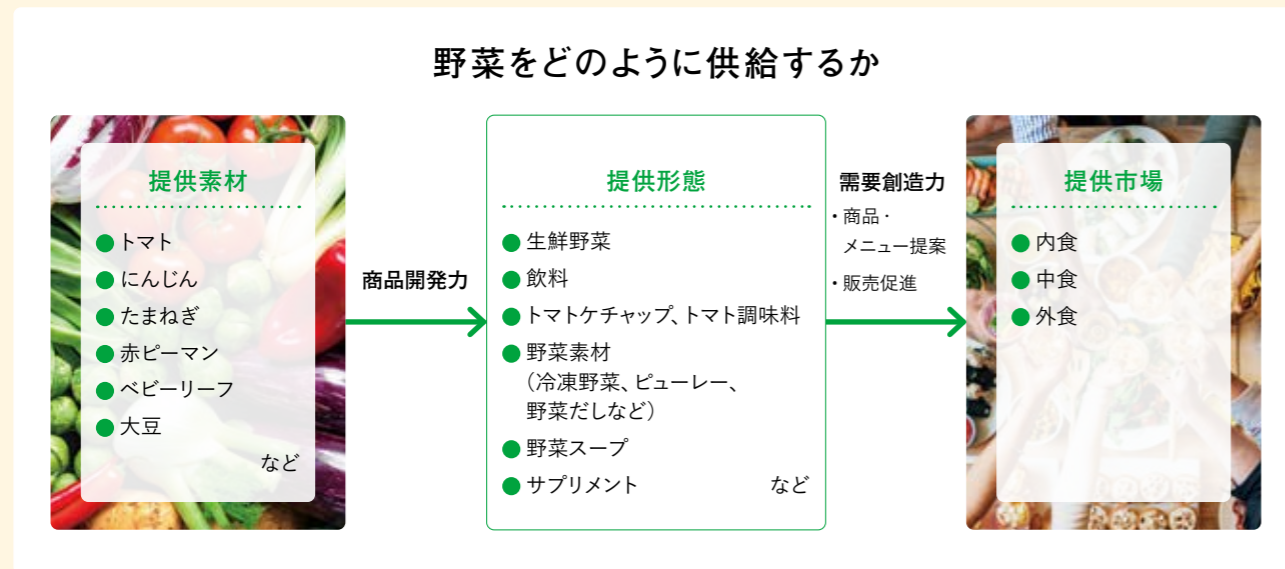 野菜をどのように供給するか
提供素材
● トマト
● にんじん
● たまねぎ
● 赤ピーマン
● ベビーリーフ
● 大豆
など
商品開発力
提供形態
● 生鮮野菜
● 飲料
● トマトケチャップ、トマト調味料
● 野菜素材
（冷凍野菜、ピューレー、
野菜だしなど）
● 野菜スープ
● サプリメント など
需要創造力
・商品・
メニュー提案
・販売促進
提供市場
● 内食
● 中食
● 外食